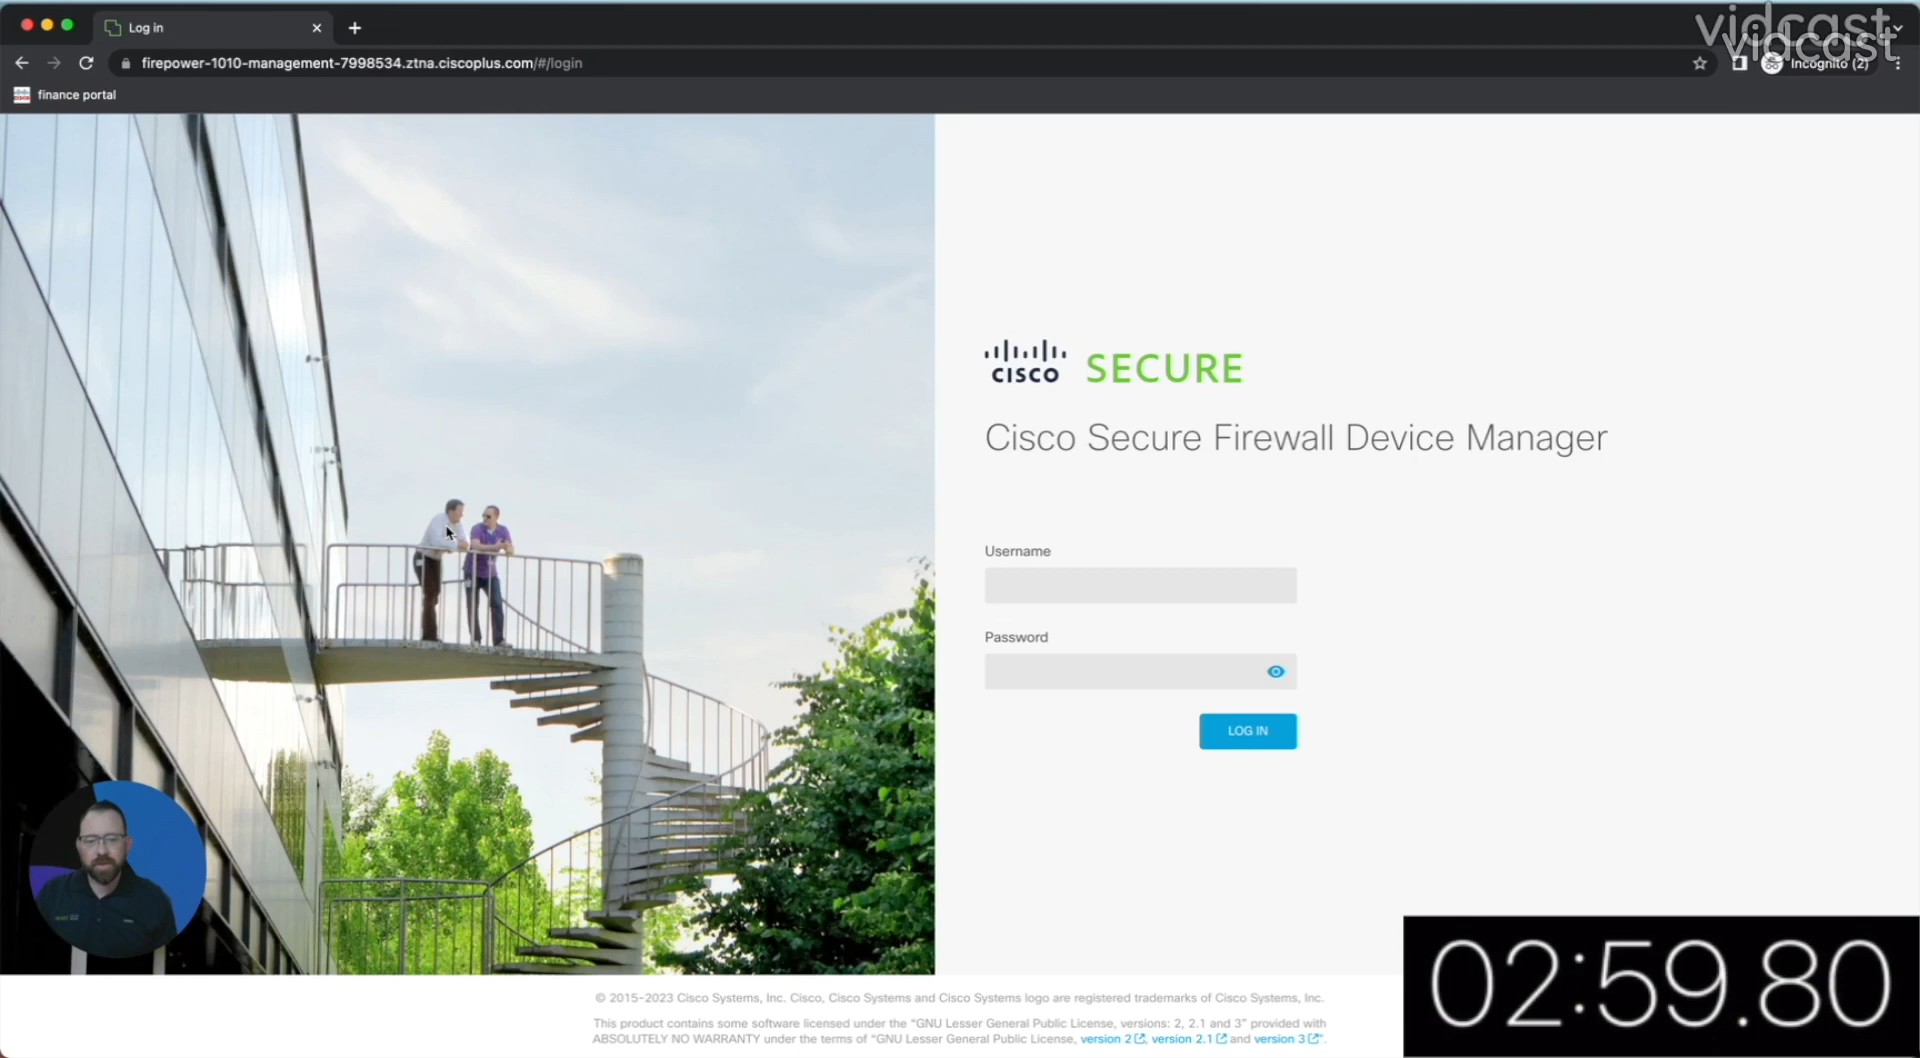 Log in
vidcast
vidcast
firepower-1010-management-7998534.ztna.ciscoplus.com/#/login
Incognito (2)
finance portal
CISCO SECURE
Cisco Secure Firewall Device Manager
Username
Password
LOG IN
02:59.80
© 2015-2023 Cisco Systems, Inc. Cisco, Cisco Systems and Cisco Systems logo are registered trademarks of Cisco Systems, Inc.
This product contains some software licensed under the “GNU Lesser General Public License, versions: 2, 2.1 and 3” provided with
ABSOLUTELY NO WARRANTY under the terms of “GNU Lesser General Public License, version 2, version 2.1 and version 3”.